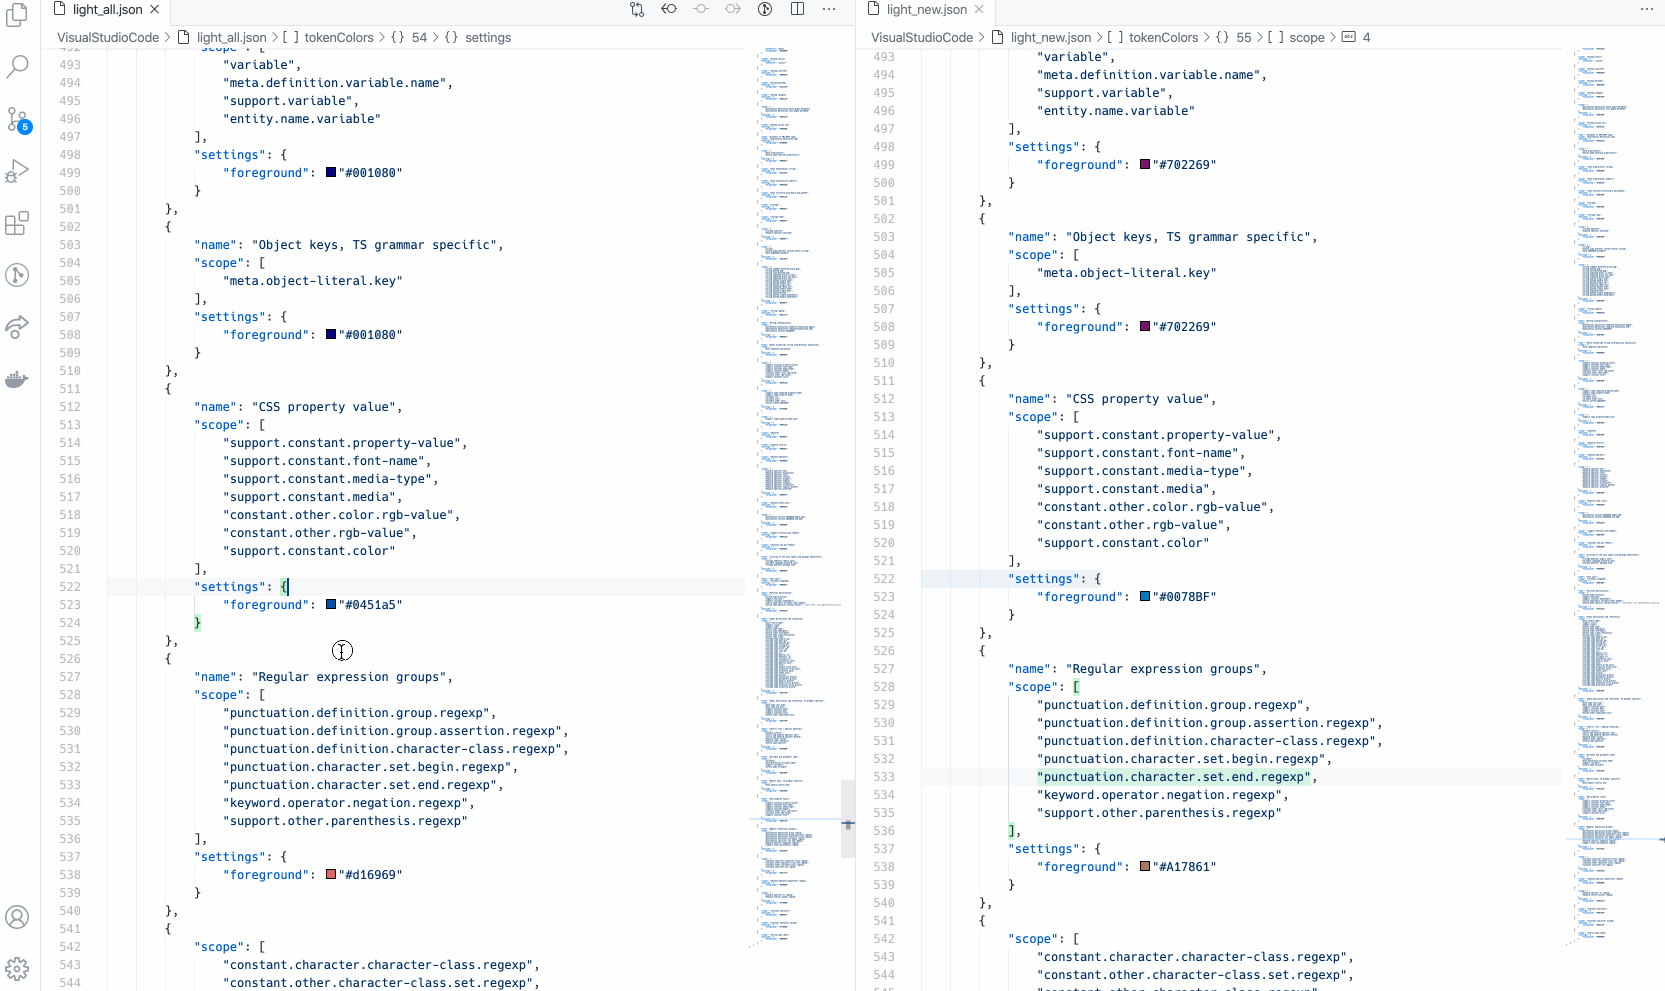 light_all.json
VisualStudioCode > light_all.json > [ ] tokenColors > {} 54 > {} settings
5
492 "scope": [
493 "variable",
494 "meta.definition.variable.name",
495 "support.variable",
496 "entity.name.variable"
497 ],
498 "settings": {
499 "foreground": "#001080"
500 }
501 },
502 {
503 "name": "Object keys, TS grammar specific",
504 "scope": [
505 "meta.object-literal.key"
506 ],
507 "settings": {
508 "foreground": "#001080"
509 }
510 },
511 {
512 "name": "CSS property value",
513 "scope": [
514 "support.constant.property-value",
515 "support.constant.font-name",
516 "support.constant.media-type",
517 "support.constant.media",
518 "constant.other.color.rgb-value",
519 "constant.other.rgb-value",
520 "support.constant.color"
521 ],
522 "settings": {
523 "foreground": "#0451a5"
524 }
525 },
526 {
527 "name": "Regular expression groups",
528 "scope": [
529 "punctuation.definition.group.regexp",
530 "punctuation.definition.group.assertion.regexp",
531 "punctuation.definition.character-class.regexp",
532 "punctuation.character.set.begin.regexp",
533 "punctuation.character.set.end.regexp",
534 "keyword.operator.negation.regexp",
535 "support.other.parenthesis.regexp"
536 ],
537 "settings": {
538 "foreground": "#d16969"
539 }
540 },
541 {
542 "scope": [
543 "constant.character.character-class.regexp",
544 "constant.other.character-class.set.regexp",
light_new.json
VisualStudioCode > light_new.json > [ ] tokenColors > {} 55 > [ ] scope > abc 4
493 "variable",
494 "meta.definition.variable.name",
495 "support.variable",
496 "entity.name.variable"
497 ],
498 "settings": {
499 "foreground": "#702269"
500 }
501 },
502 {
503 "name": "Object keys, TS grammar specific",
504 "scope": [
505 "meta.object-literal.key"
506 ],
507 "settings": {
508 "foreground": "#702269"
509 }
510 },
511 {
512 "name": "CSS property value",
513 "scope": [
514 "support.constant.property-value",
515 "support.constant.font-name",
516 "support.constant.media-type",
517 "support.constant.media",
518 "constant.other.color.rgb-value",
519 "constant.other.rgb-value",
520 "support.constant.color"
521 ],
522 "settings": {
523 "foreground": "#0078BF"
524 }
525 },
526 {
527 "name": "Regular expression groups",
528 "scope": [
529 "punctuation.definition.group.regexp",
530 "punctuation.definition.group.assertion.regexp",
531 "punctuation.definition.character-class.regexp",
532 "punctuation.character.set.begin.regexp",
533 "punctuation.character.set.end.regexp",
534 "keyword.operator.negation.regexp",
535 "support.other.parenthesis.regexp"
536 ],
537 "settings": {
538 "foreground": "#A17861"
539 }
540 },
541 {
542 "scope": [
543 "constant.character.character-class.regexp",
544 "constant.other.character-class.set.regexp",